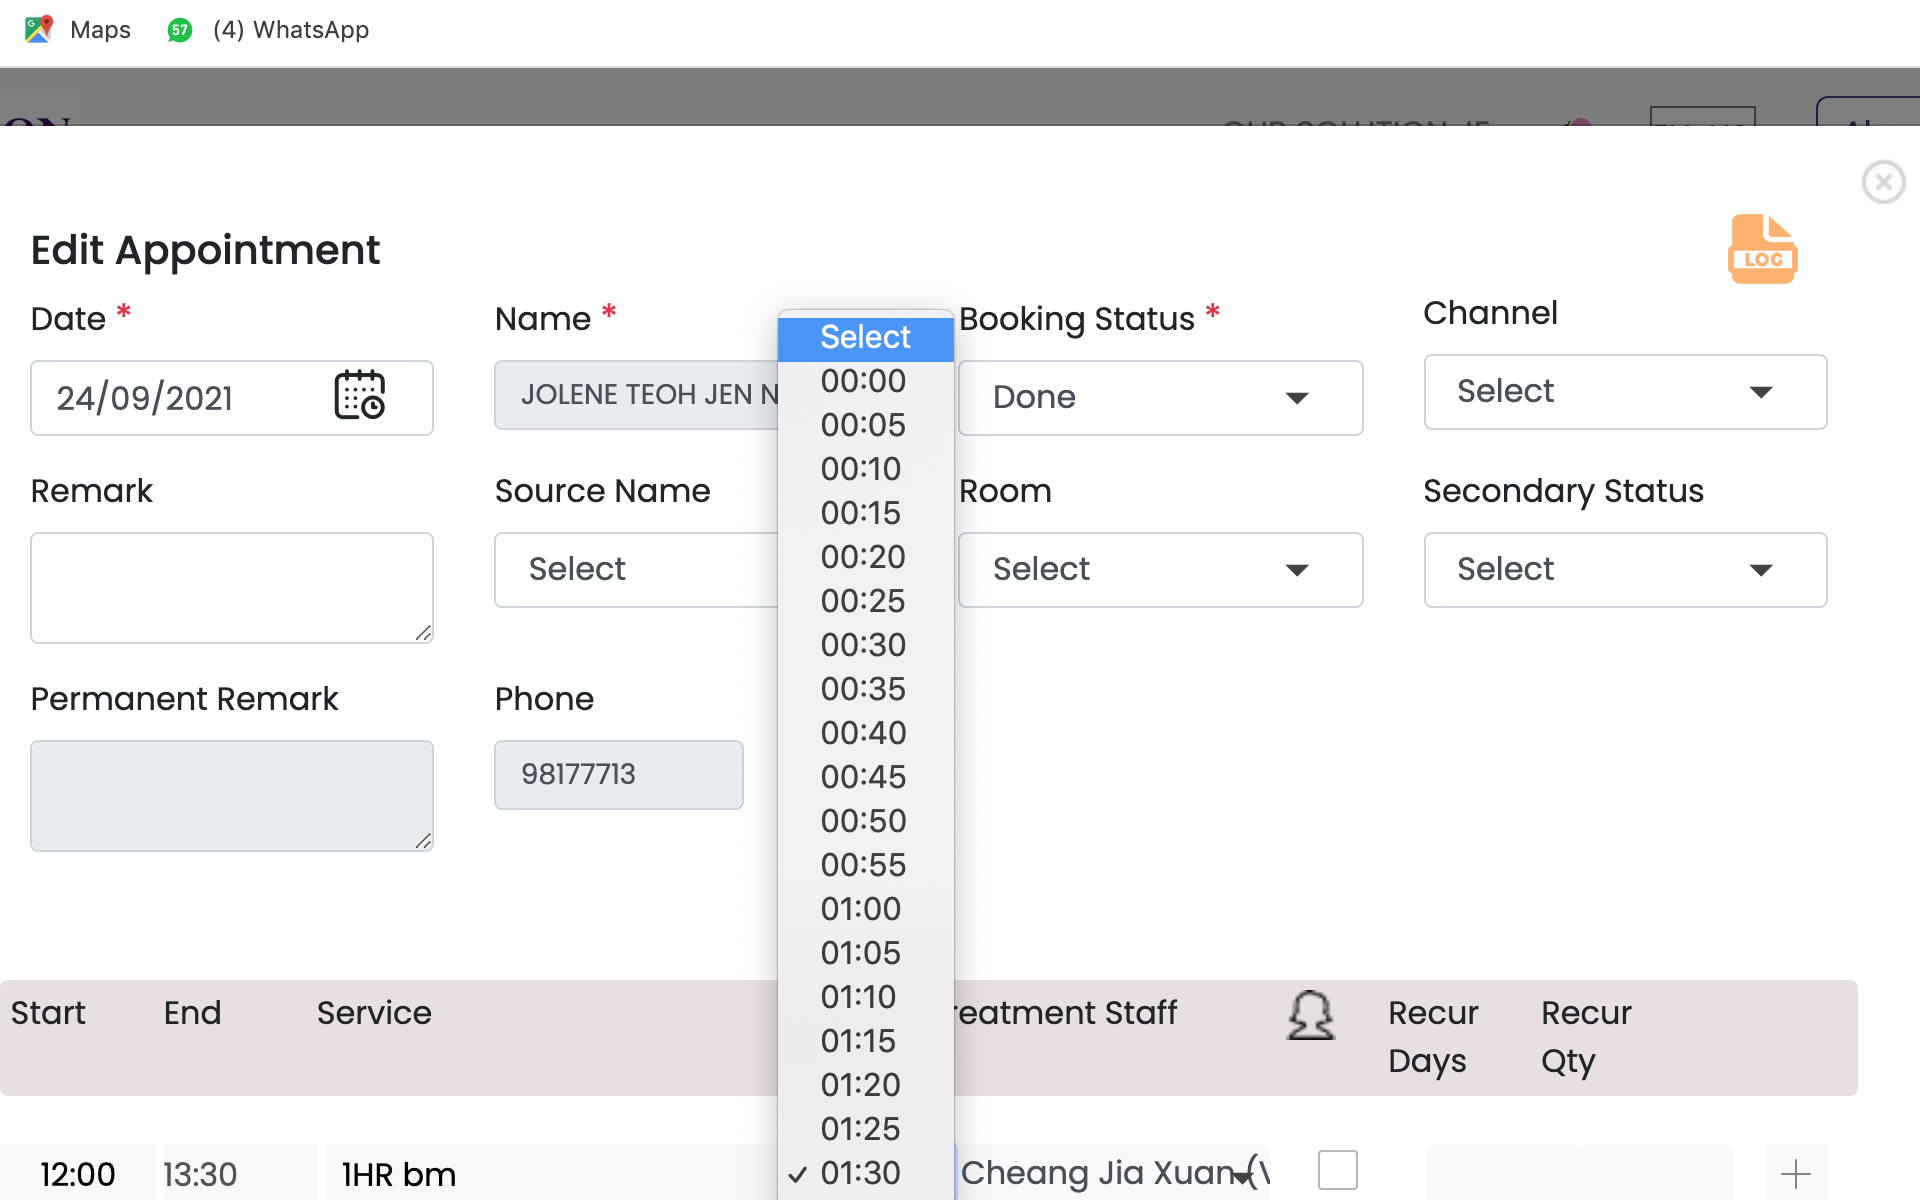 Maps
57
(4) WhatsApp
Edit Appointment
LOG
Date *
Name *
Booking Status *
Channel
24/09/2021
JOLENE TEOH JEN
Done
Select
Remark
Source Name
Room
Secondary Status
Select
Select
Select
Permanent Remark
Phone
98177713
Select
00:00
00:05
00:10
00:15
00:20
00:25
00:30
00:35
00:40
00:45
00:50
00:55
01:00
01:05
01:10
01:15
01:20
01:25
01:30
Start
End
Service
reatment Staff
Recur
Days
Recur
Qty
12:00
13:30
1HR bm
Cheang Jia Xuan